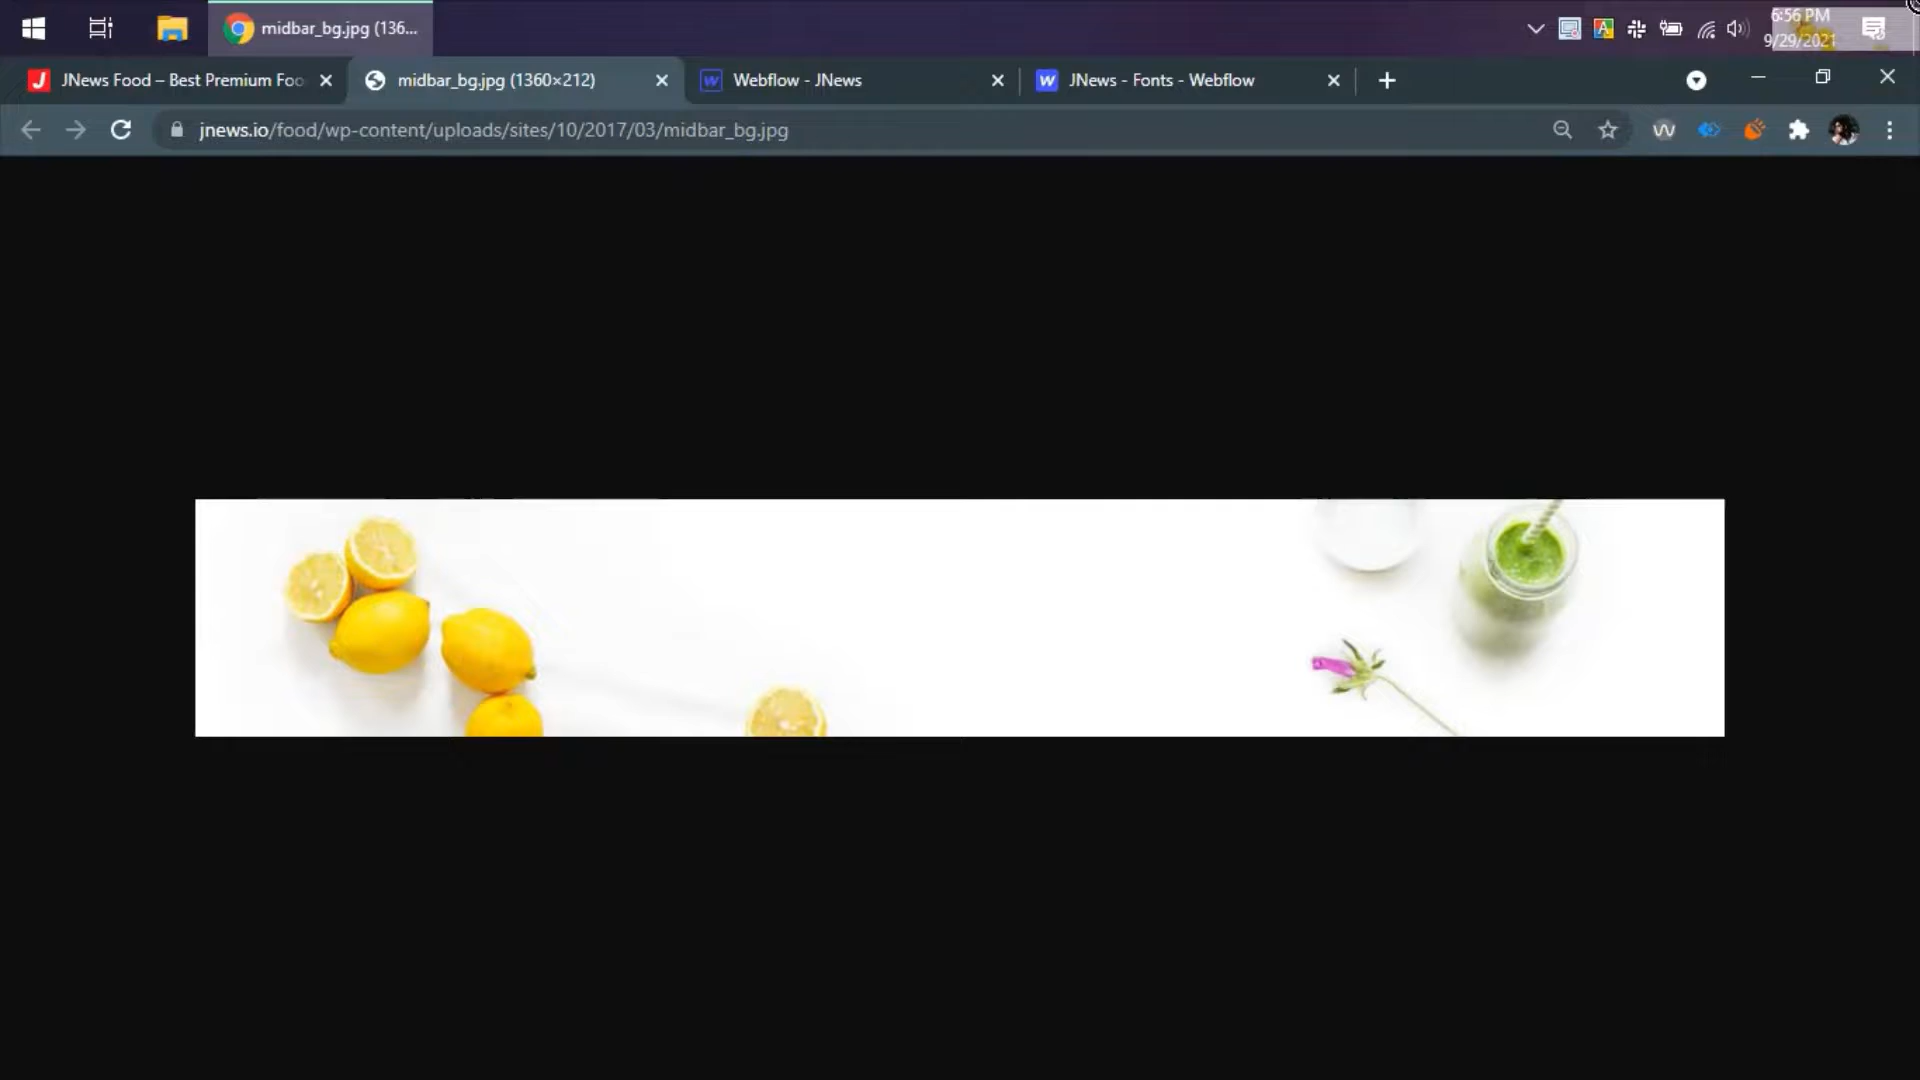 midbar_bg.jpg (136...
6:56 PM
9/29/2021
JNews Food – Best Premium Foo
midbar_bg.jpg (1360×212)
Webflow - JNews
JNews - Fonts - Webflow
jnews.io/food/wp-content/uploads/sites/10/2017/03/midbar_bg.jpg